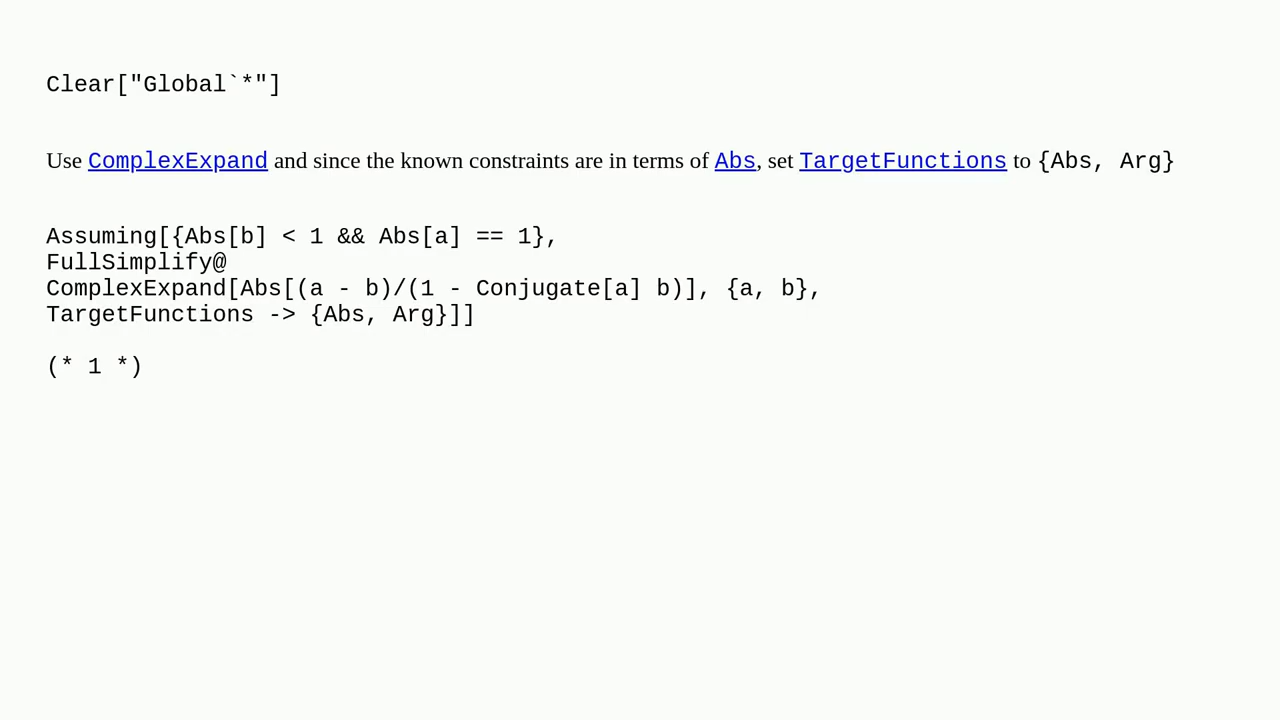 Clear["Global`*"]
Use ComplexExpand and since the known constraints are in terms of Abs, set TargetFunctions to {Abs, Arg}
Assuming[{Abs[b] < 1 && Abs[a] == 1},
FullSimplify@
ComplexExpand[Abs[(a - b)/(1 - Conjugate[a] b)], {a, b},
TargetFunctions -> {Abs, Arg}]]
(* 1 *)